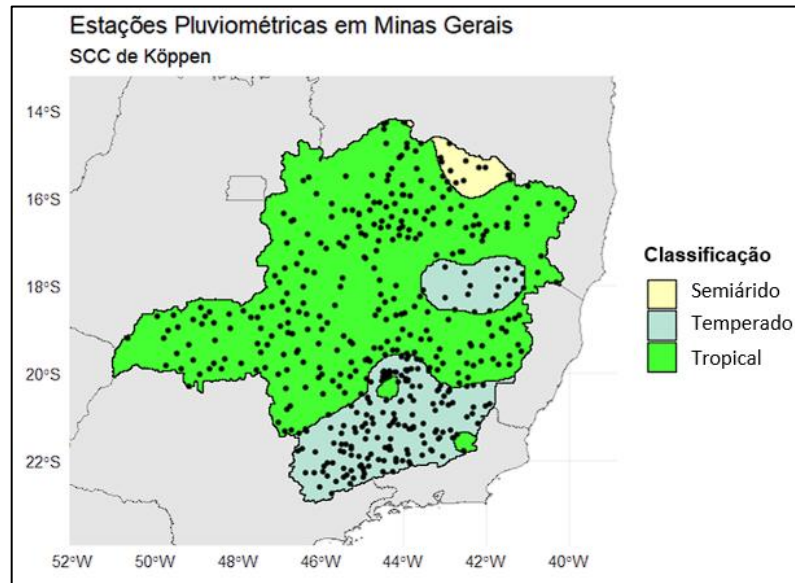 Estações Pluviométricas em Minas Gerais
SCC de Köppen
14°S
16°S
18°S
20°S
22°S
52°W 50°W 48°W 46°W 44°W 42°W 40°W
Classificação
Semiárido
Temperado
Tropical